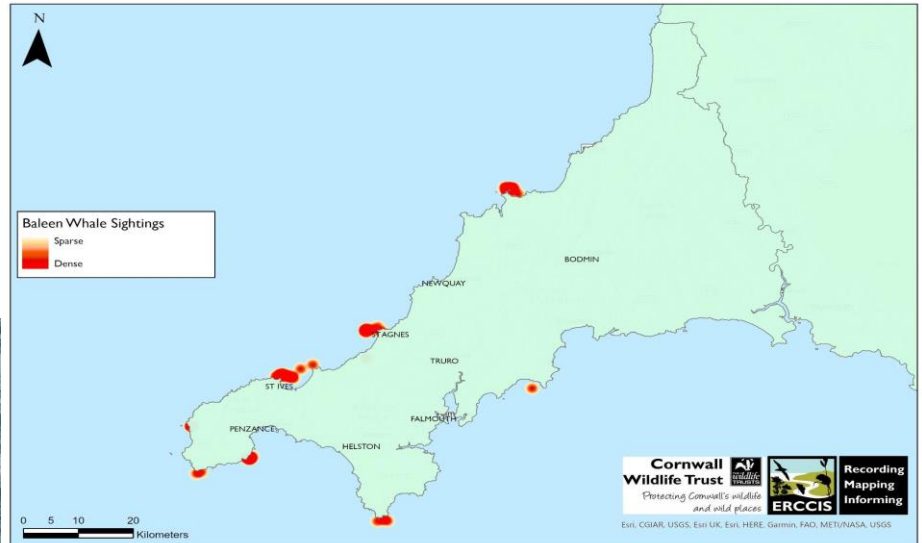 N
Baleen Whale Sightings
Sparse
Dense
BODMIN
NEWQUAY
ST AGNES
TRURO
ST IVES
FALMOUTH
PENZANCE
HELSTON
0 5 10 20
Kilometers
Cornwall
Wildlife Trust
Protecting Cornwall's wildlife
and wild places
ERCCIS
Recording
Mapping
Informing
Esri, CGIAR, USGS, Esri UK, Esri, HERE, Garmin, FAO, METI/NASA, USGS